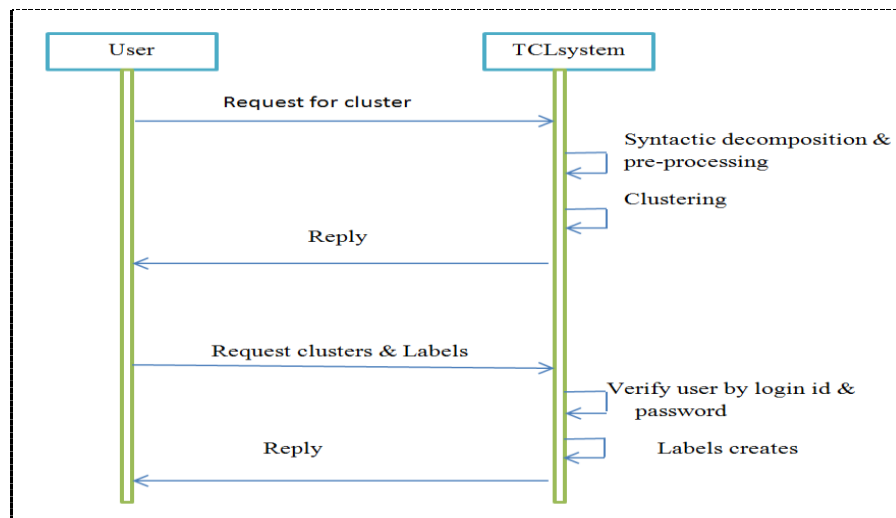 User
TCLsystem
Request for cluster
Syntactic decomposition &
pre-processing
Clustering
Reply
Request clusters & Labels
Verify user by login id &
password
Reply
Labels creates